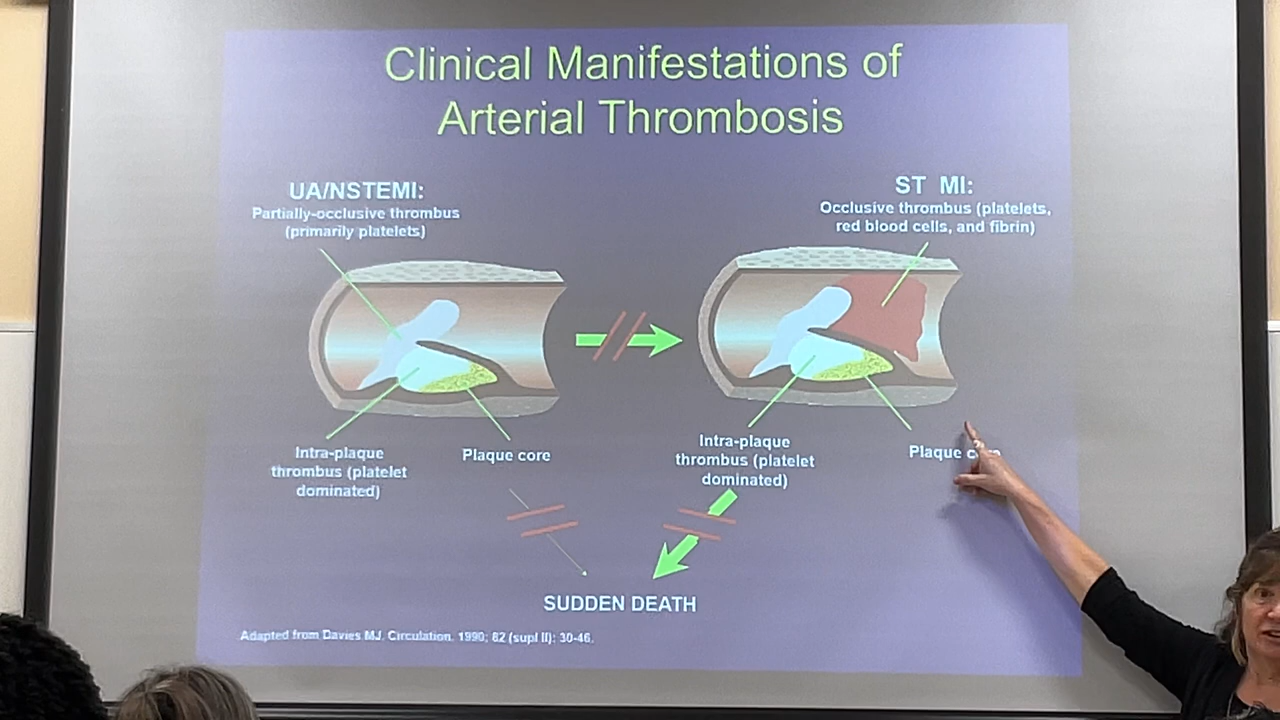 Clinical Manifestations of
Arterial Thrombosis
UA/NSTEMI:
Partially-occlusive thrombus
(primarily platelets)
ST MI:
Occlusive thrombus (platelets,
red blood cells, and fibrin)
Intra-plaque
thrombus (platelet
dominated)
Plaque core
Intra-plaque
thrombus (platelet
dominated)
Plaque
SUDDEN DEATH
Adapted from Davies MJ. Circulation. 1990; 82 (supl II): 30-46.